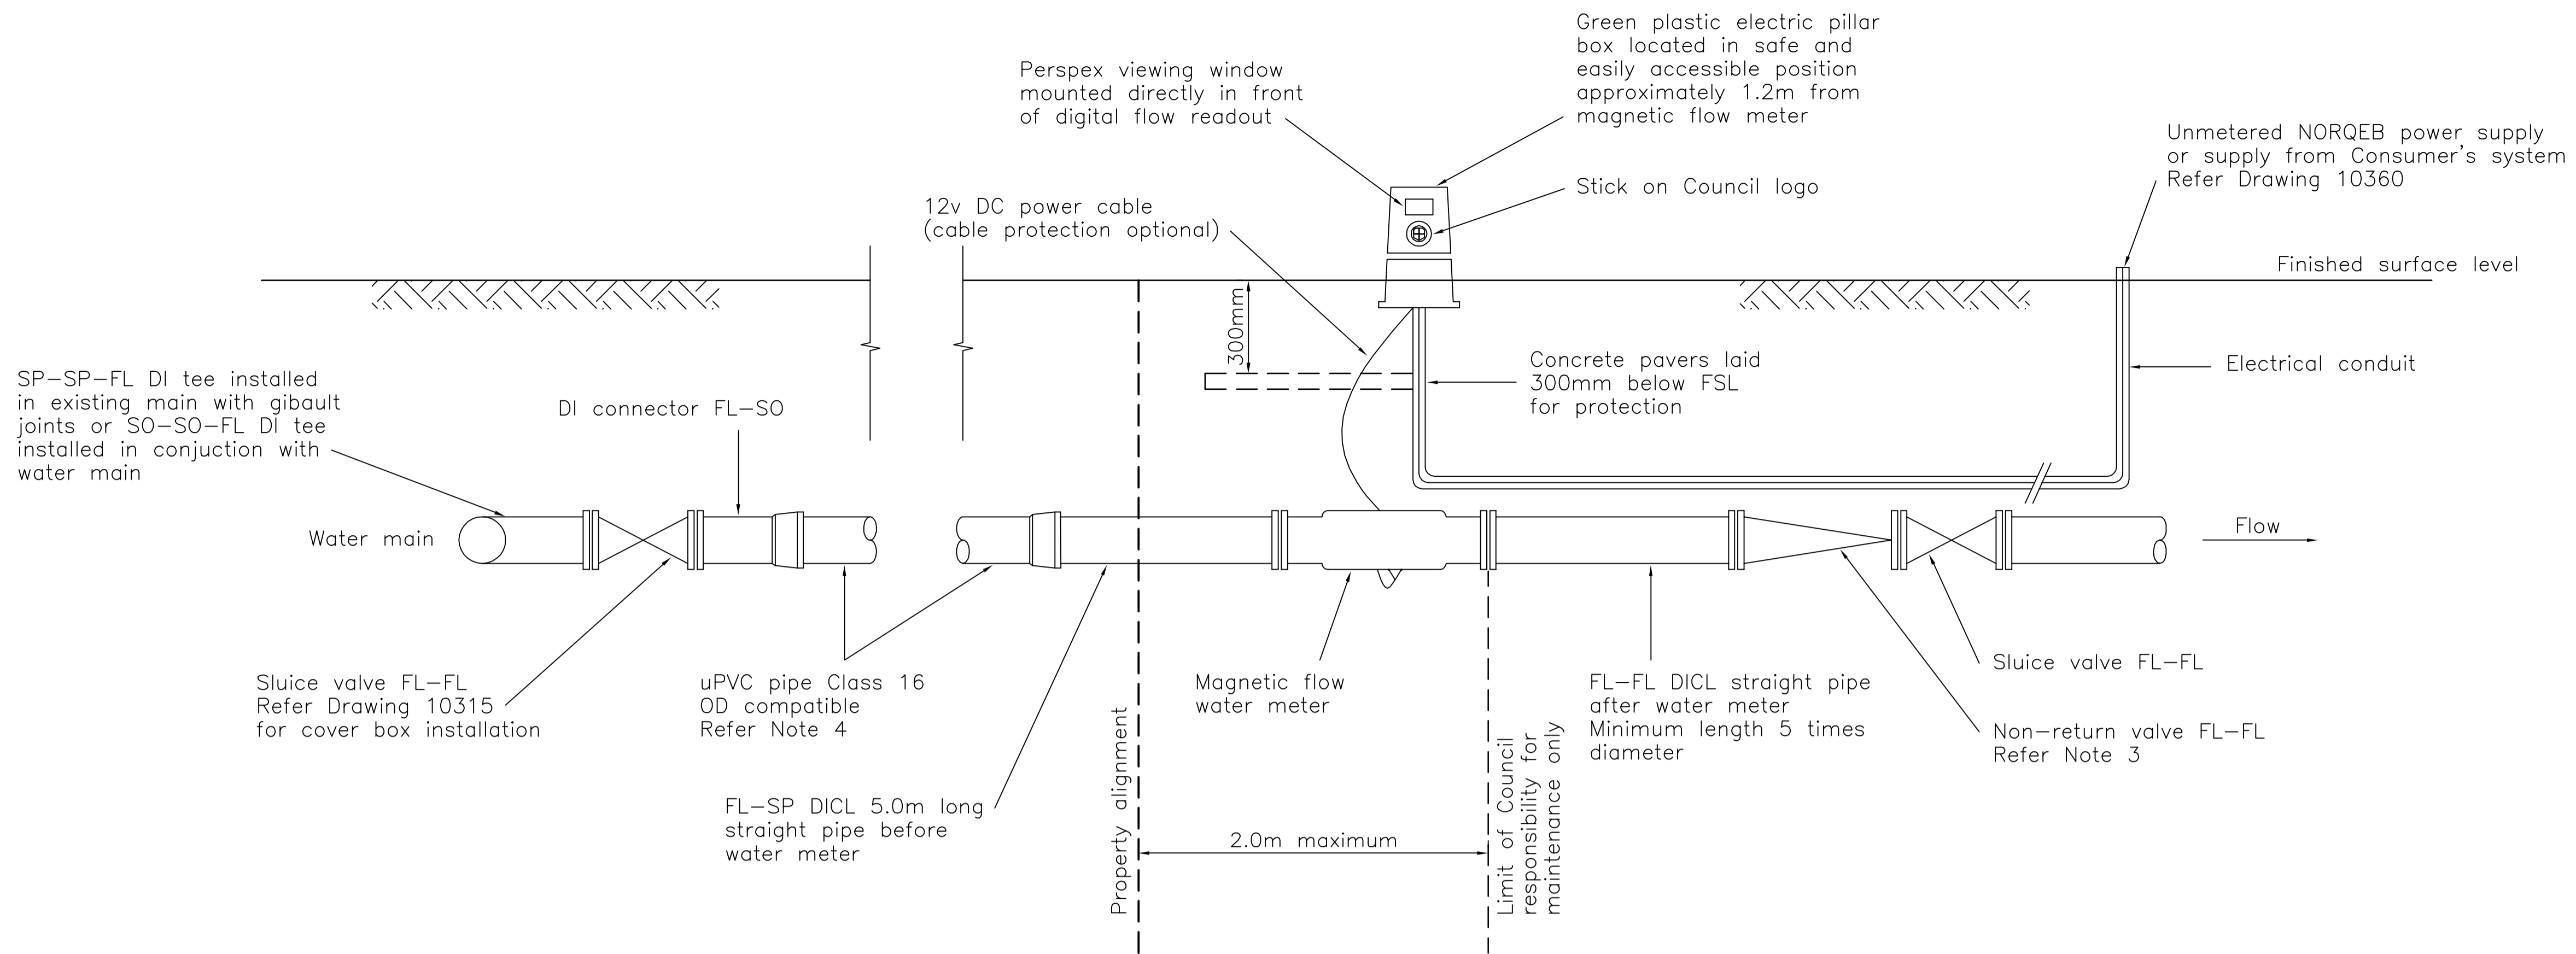 Green plastic electric pillar
box located in safe and
easily accessible position
approximately 1.2m from
magnetic flow meter
Perspex viewing window
mounted directly in front
of digital flow readout
Unmetered NORQEB power supply
or supply from Consumer's system
Refer Drawing 10360
Stick on Council logo
12v DC power cable
(cable protection optional)
Finished surface level
300mm
Concrete pavers laid
300mm below FSL
for protection
Electrical conduit
SP-SP-FL DI tee installed
in existing main with gibault
joints or SO-SO-FL DI tee
installed in conjuction with
water main
DI connector FL-SO
Water main
Flow
Sluice valve FL-FL
Refer Drawing 10315
for cover box installation
uPVC pipe Class 16
OD compatible
Refer Note 4
Magnetic flow
water meter
FL-FL DICL straight pipe
after water meter
Minimum length 5 times
diameter
Sluice valve FL-FL
Non-return valve FL-FL
Refer Note 3
FL-SP DICL 5.0m long
straight pipe before
water meter
Property alignment
2.0m maximum
Limit of Council
responsibility for
maintenance only